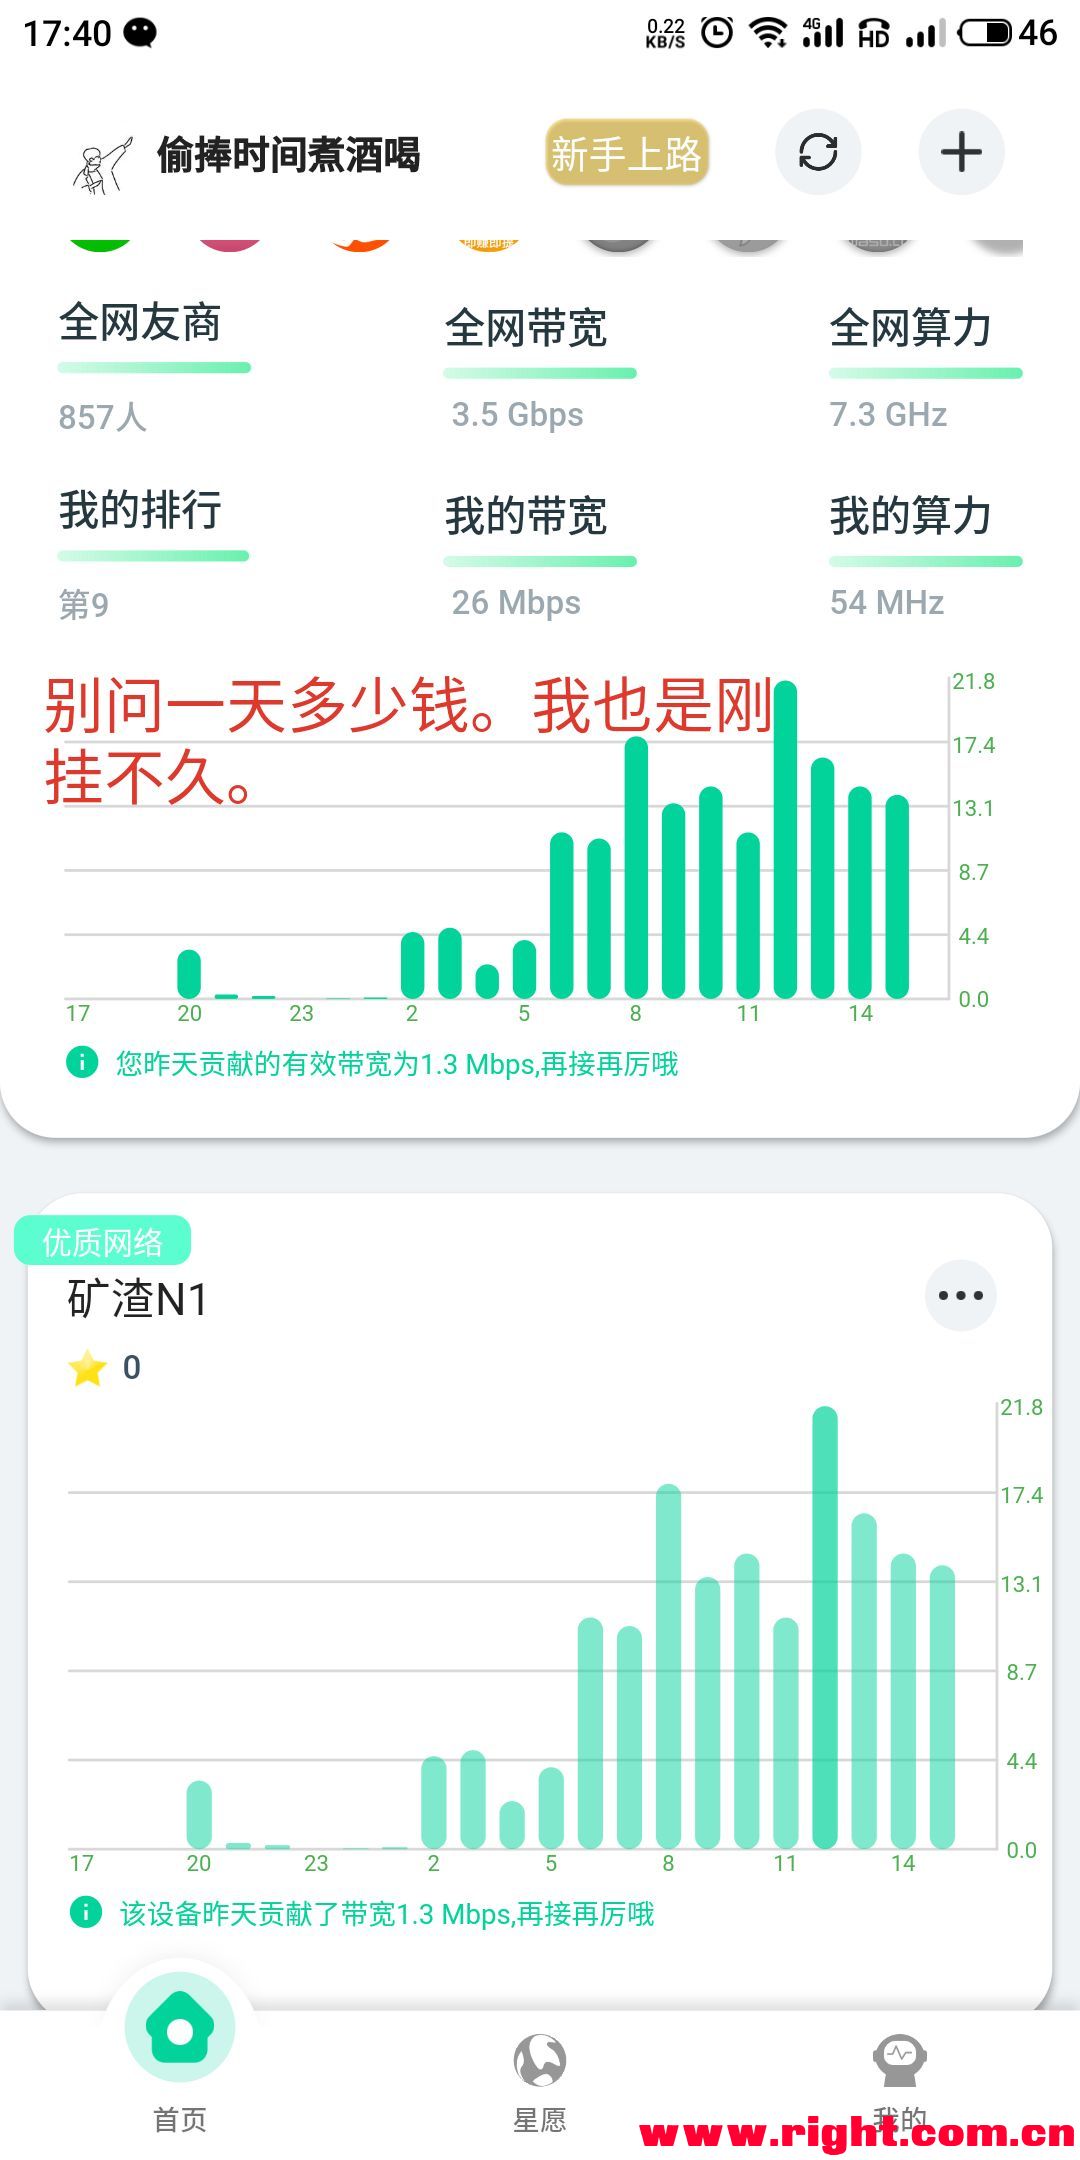 17:40 0.22 KB/S 4G HD 46
偷捧时间煮酒喝 新手上路
即赚即提
全网友商 全网带宽 全网算力
857人 3.5 Gbps 7.3 GHz
我的排行 我的带宽 我的算力
第9 26 Mbps 54 MHz
别问一天多少钱。我也是刚
挂不久。
21.8
17.4
13.1
8.7
4.4
0.0
17 20 23 2 5 8 11 14
您昨天贡献的有效带宽为1.3 Mbps,再接再厉哦
优质网络
矿渣N1
0
21.8
17.4
13.1
8.7
4.4
0.0
17 20 23 2 5 8 11 14
该设备昨天贡献了带宽1.3 Mbps,再接再厉哦
首页 星愿 我的
www.right.com.cn